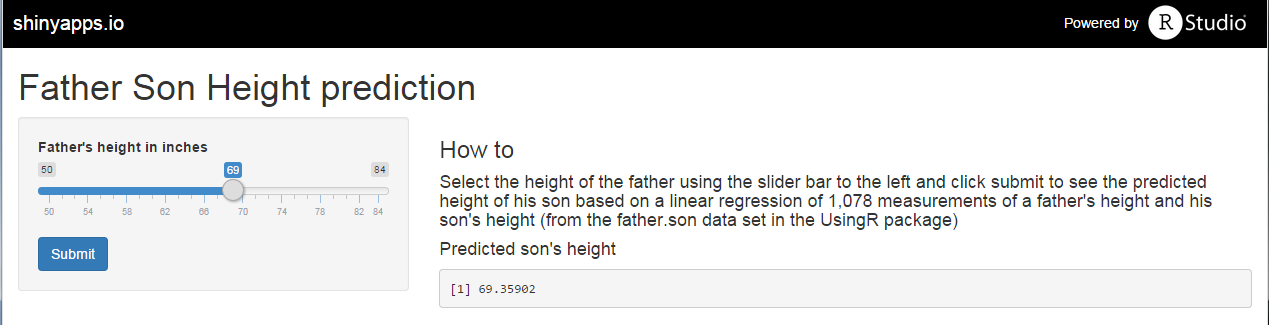 shinyapps.io
Powered by R Studio
Father Son Height prediction
Father's height in inches
50 69 84
50 54 58 62 66 70 74 78 82 84
Submit
How to
Select the height of the father using the slider bar to the left and click submit to see the predicted
height of his son based on a linear regression of 1,078 measurements of a father's height and his
son's height (from the father.son data set in the UsingR package)
Predicted son's height
[1] 69.35902